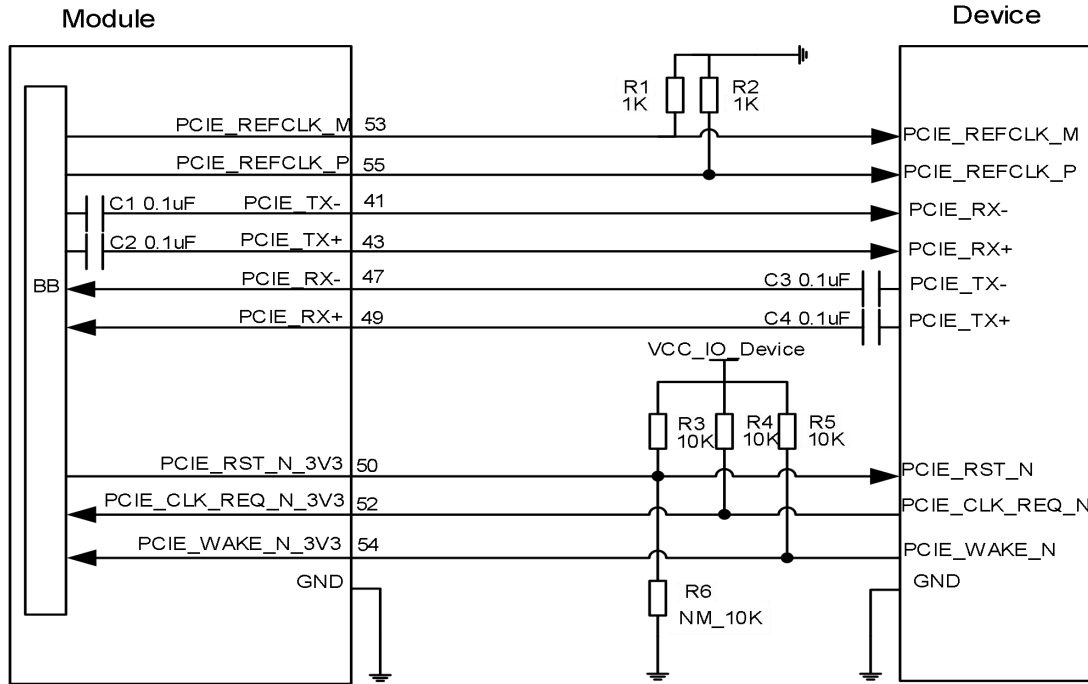 Module
Device
R1
1K
R2
1K
PCIE_REFCLK_M 53
PCIE_REFCLK_M
PCIE_REFCLK_P 55
PCIE_REFCLK_P
C1 0.1uF PCIE_TX- 41
PCIE_RX-
C2 0.1uF PCIE_TX+ 43
PCIE_RX+
BB
PCIE_RX- 47
C3 0.1uF
PCIE_TX-
PCIE_RX+ 49
C4 0.1uF
PCIE_TX+
VCC_IO_Device
R3
10K
R4
10K
R5
10K
PCIE_RST_N_3V3 50
PCIE_RST_N
PCIE_CLK_REQ_N_3V3 52
PCIE_CLK_REQ_N
PCIE_WAKE_N_3V3 54
PCIE_WAKE_N
GND
GND
R6
NM_10K